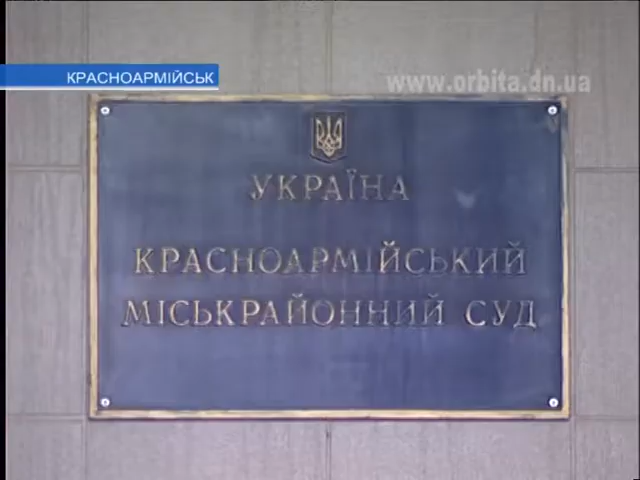 КРАСНОАРМІЙСЬК
www.orbita.dn.ua
УКРАЇНА
КРАСНОАРМІЙСЬКИЙ
МІСЬКРАЙОННИЙ СУД